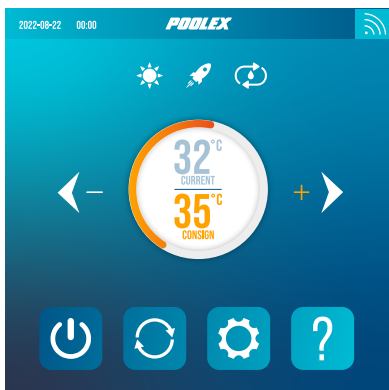 2022-08-22 00:00 POOLEX
32°C
CURRENT
35°C
CONSIGN
?